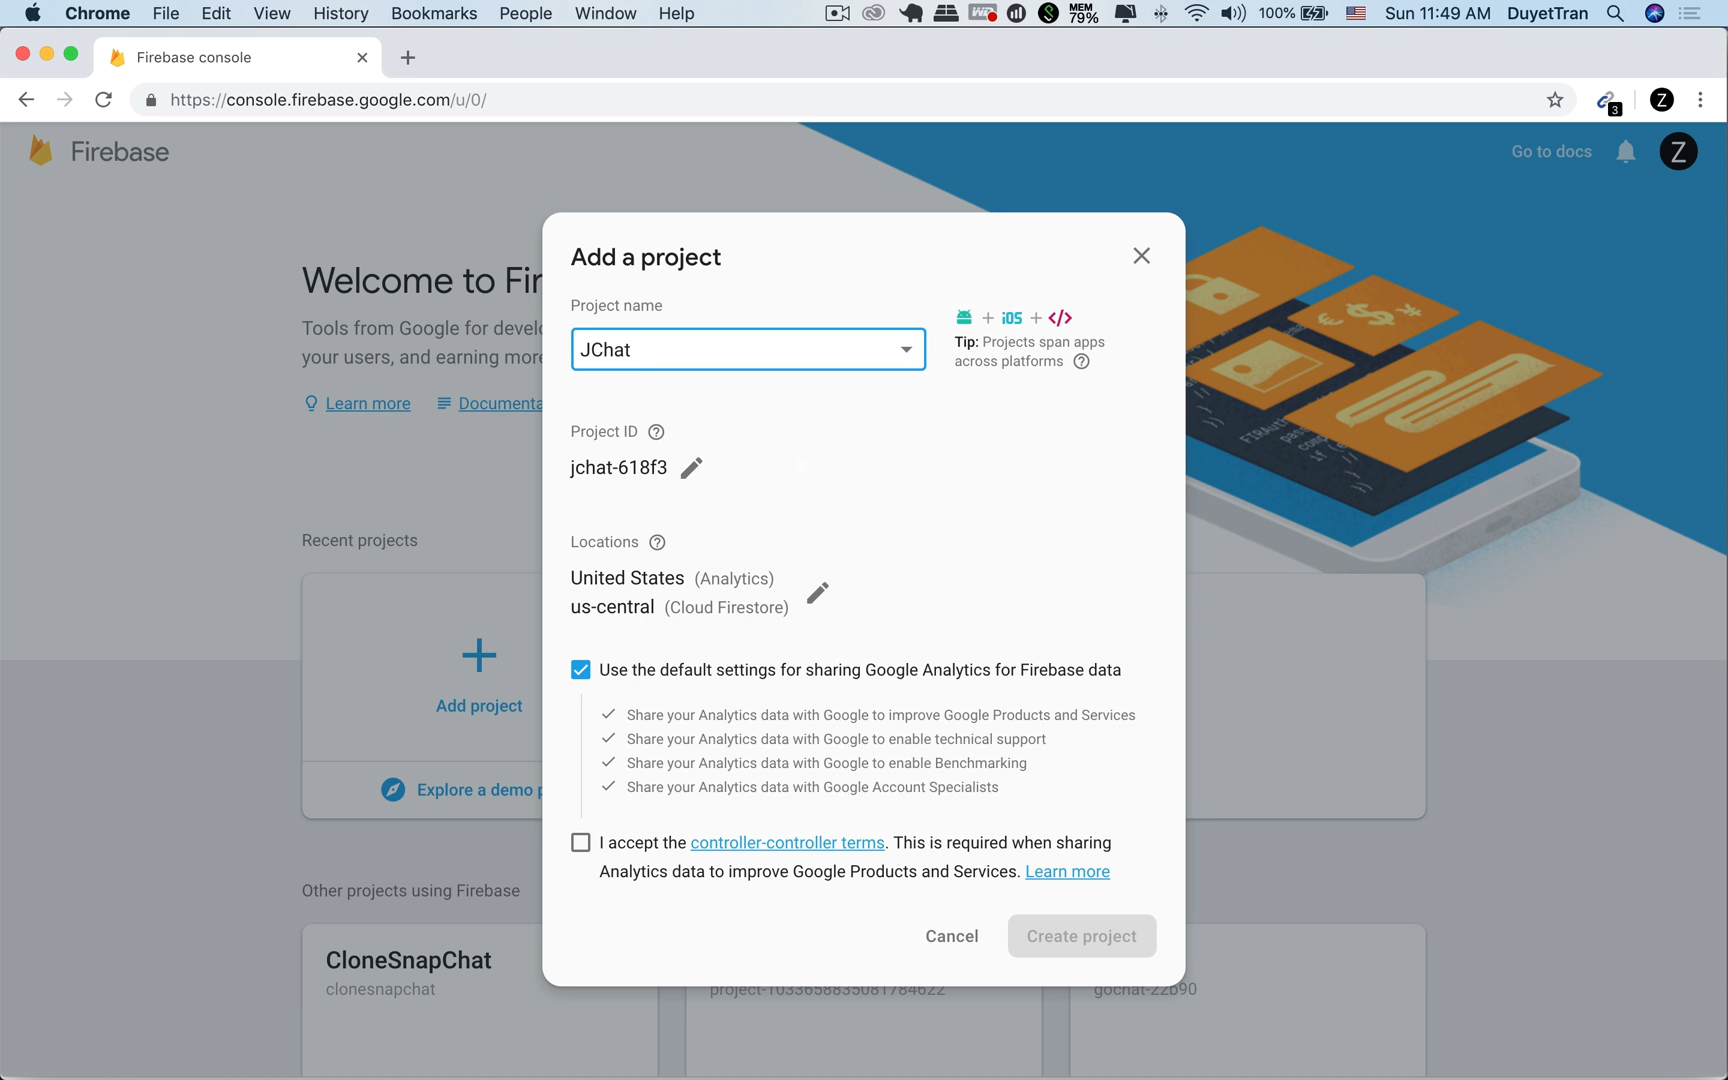 Chrome File Edit View History Bookmarks People Window Help MEM 79% 100% Sun 11:49 AM DuyetTran
Firebase console
https://console.firebase.google.com/u/0/ 3 Z
Firebase Go to docs Z
Welcome to Fir
Tools from Google for develo
your users, and earning more
Learn more Documenta
Recent projects
Add project
Explore a demo p
Other projects using Firebase
CloneSnapChat
clonesnapchat
project-1033658835081784622
gochat-22b90
Add a project
Project name
JChat
+ iOS + </>
Tip: Projects span apps
across platforms ?
Project ID ?
jchat-618f3
Locations ?
United States (Analytics)
us-central (Cloud Firestore)
Use the default settings for sharing Google Analytics for Firebase data
Share your Analytics data with Google to improve Google Products and Services
Share your Analytics data with Google to enable technical support
Share your Analytics data with Google to enable Benchmarking
Share your Analytics data with Google Account Specialists
I accept the controller-controller terms. This is required when sharing
Analytics data to improve Google Products and Services. Learn more
Cancel Create project